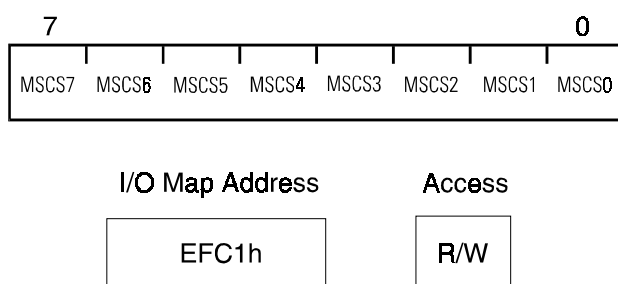 7 0
MSCS7 MSCS6 MSCS5 MSCS4 MSCS3 MSCS2 MSCS1 MSCS0
I/O Map Address Access
EFC1h R/W